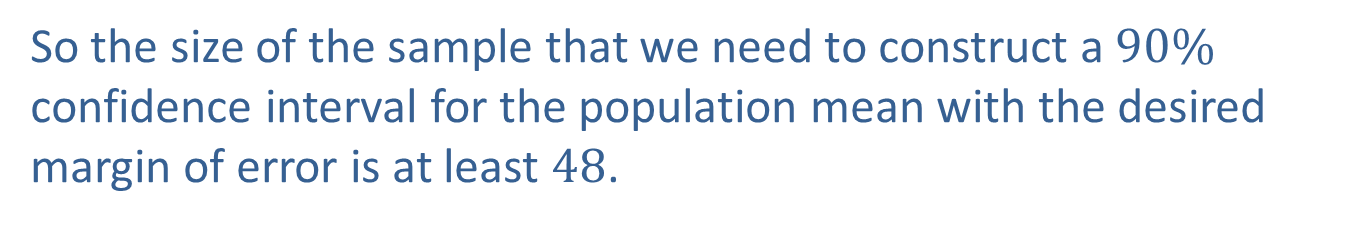 So the size of the sample that we need to construct a 90%
confidence interval for the population mean with the desired
margin of error is at least 48.